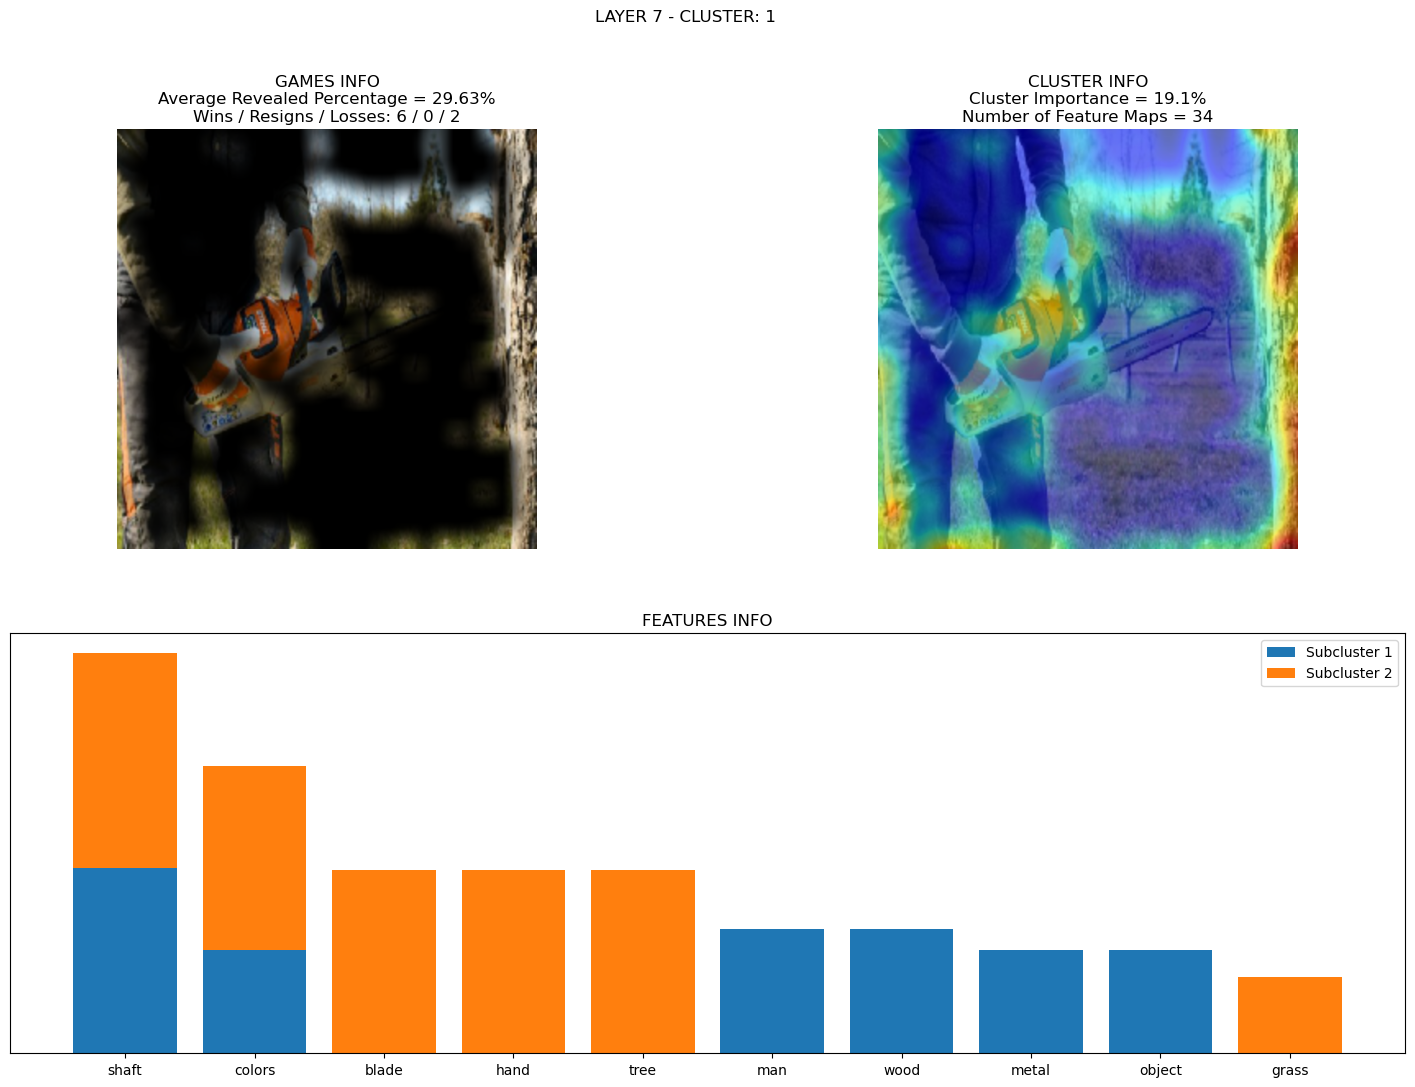 LAYER 7 - CLUSTER: 1
GAMES INFO
Average Revealed Percentage = 29.63%
Wins / Resigns / Losses: 6 / 0 / 2
CLUSTER INFO
Cluster Importance = 19.1%
Number of Feature Maps = 34
FEATURES INFO
Subcluster 1
Subcluster 2
shaft colors blade hand tree man wood metal object grass